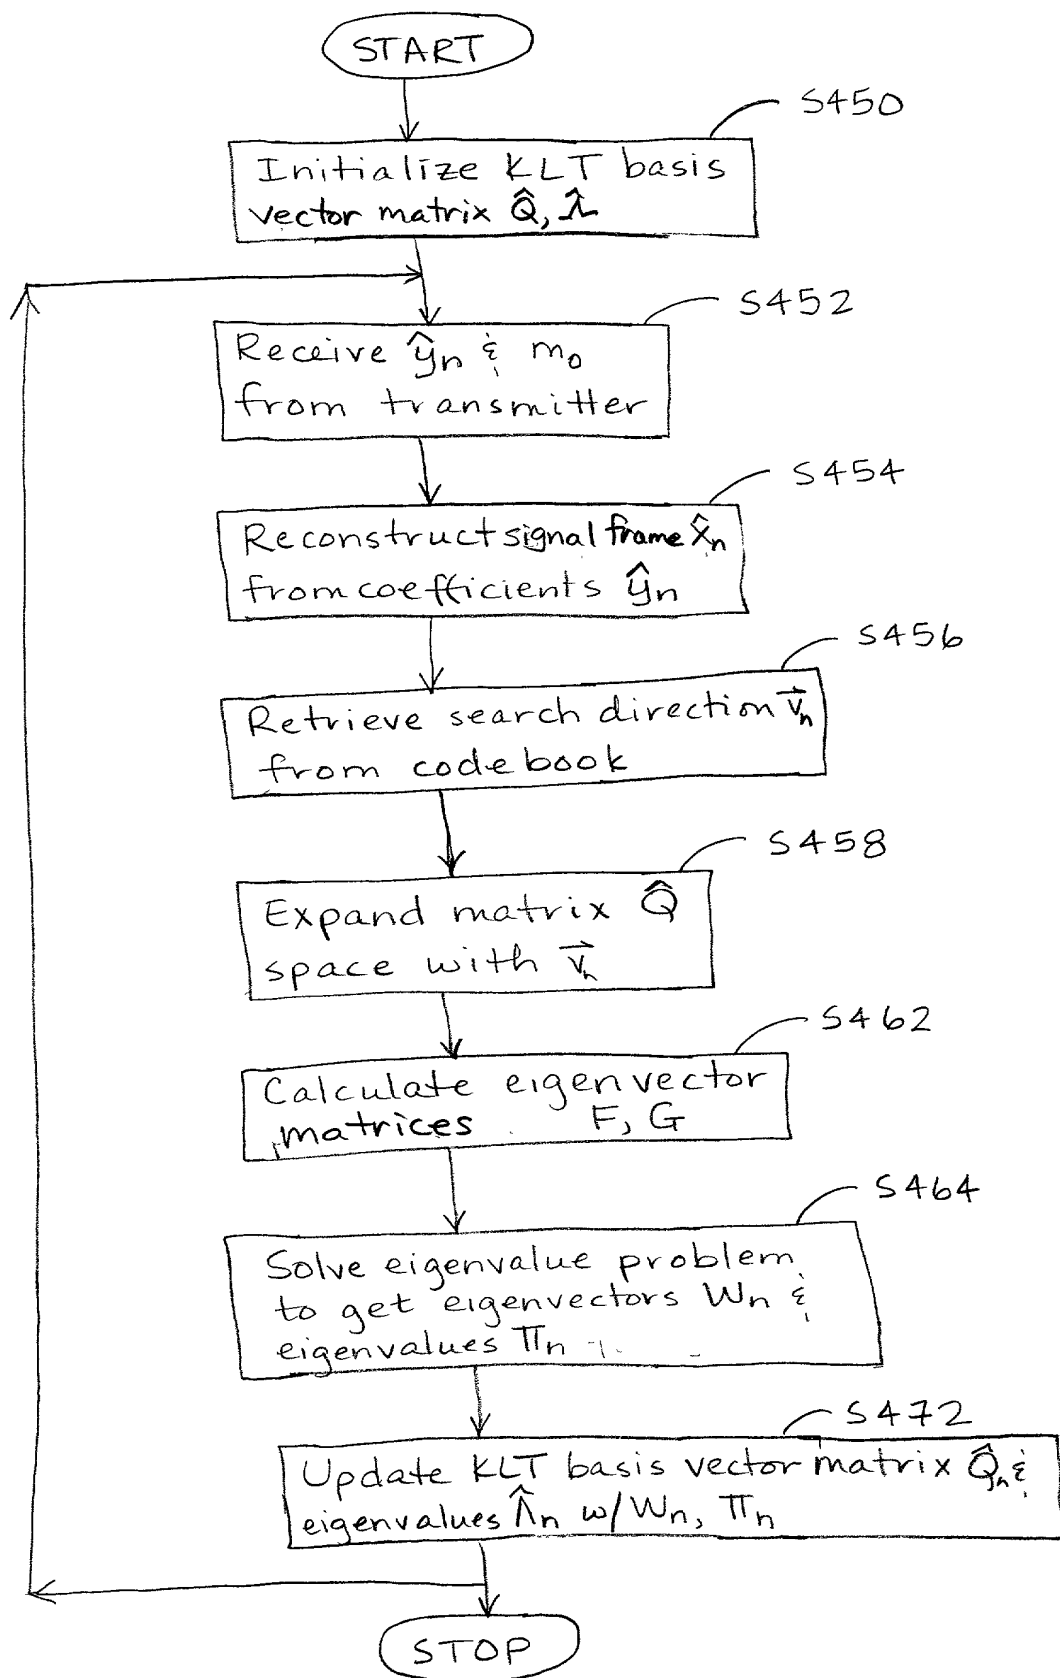 START
S450
Initialize KLT basis
vector matrix Q̂, Λ̂
S452
Receive ŷn & m0
from transmitter
S454
Reconstruct signal frame x̂n
from coefficients ŷn
S456
Retrieve search direction v⃗n
from codebook
S458
Expand matrix Q̂
space with v⃗n
S462
Calculate eigenvector
matrices F, G
S464
Solve eigenvalue problem
to get eigenvectors Wn &
eigenvalues Πn
S472
Update KLT basis vector matrix Q̂n &
eigenvalues Λ̂n w/ Wn, Πn
STOP